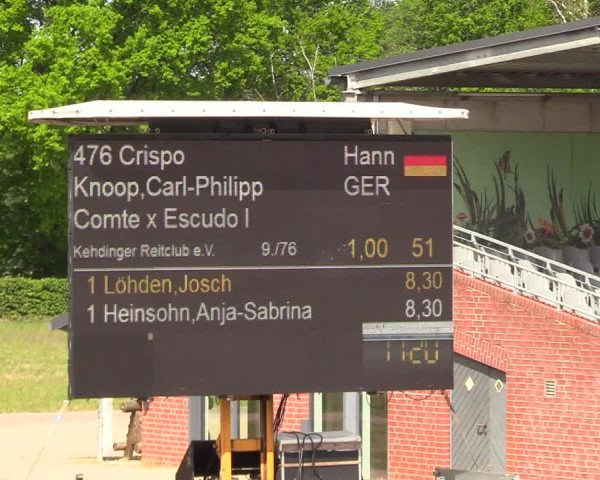 476 Crispo Hann
Knoop,Carl-Philipp GER
Comte x Escudo I
Kehdinger Reitclub e.V. 9./76 1,00 51
1 Löhden,Josch 8,30
1 Heinsohn,Anja-Sabrina 8,30
1120